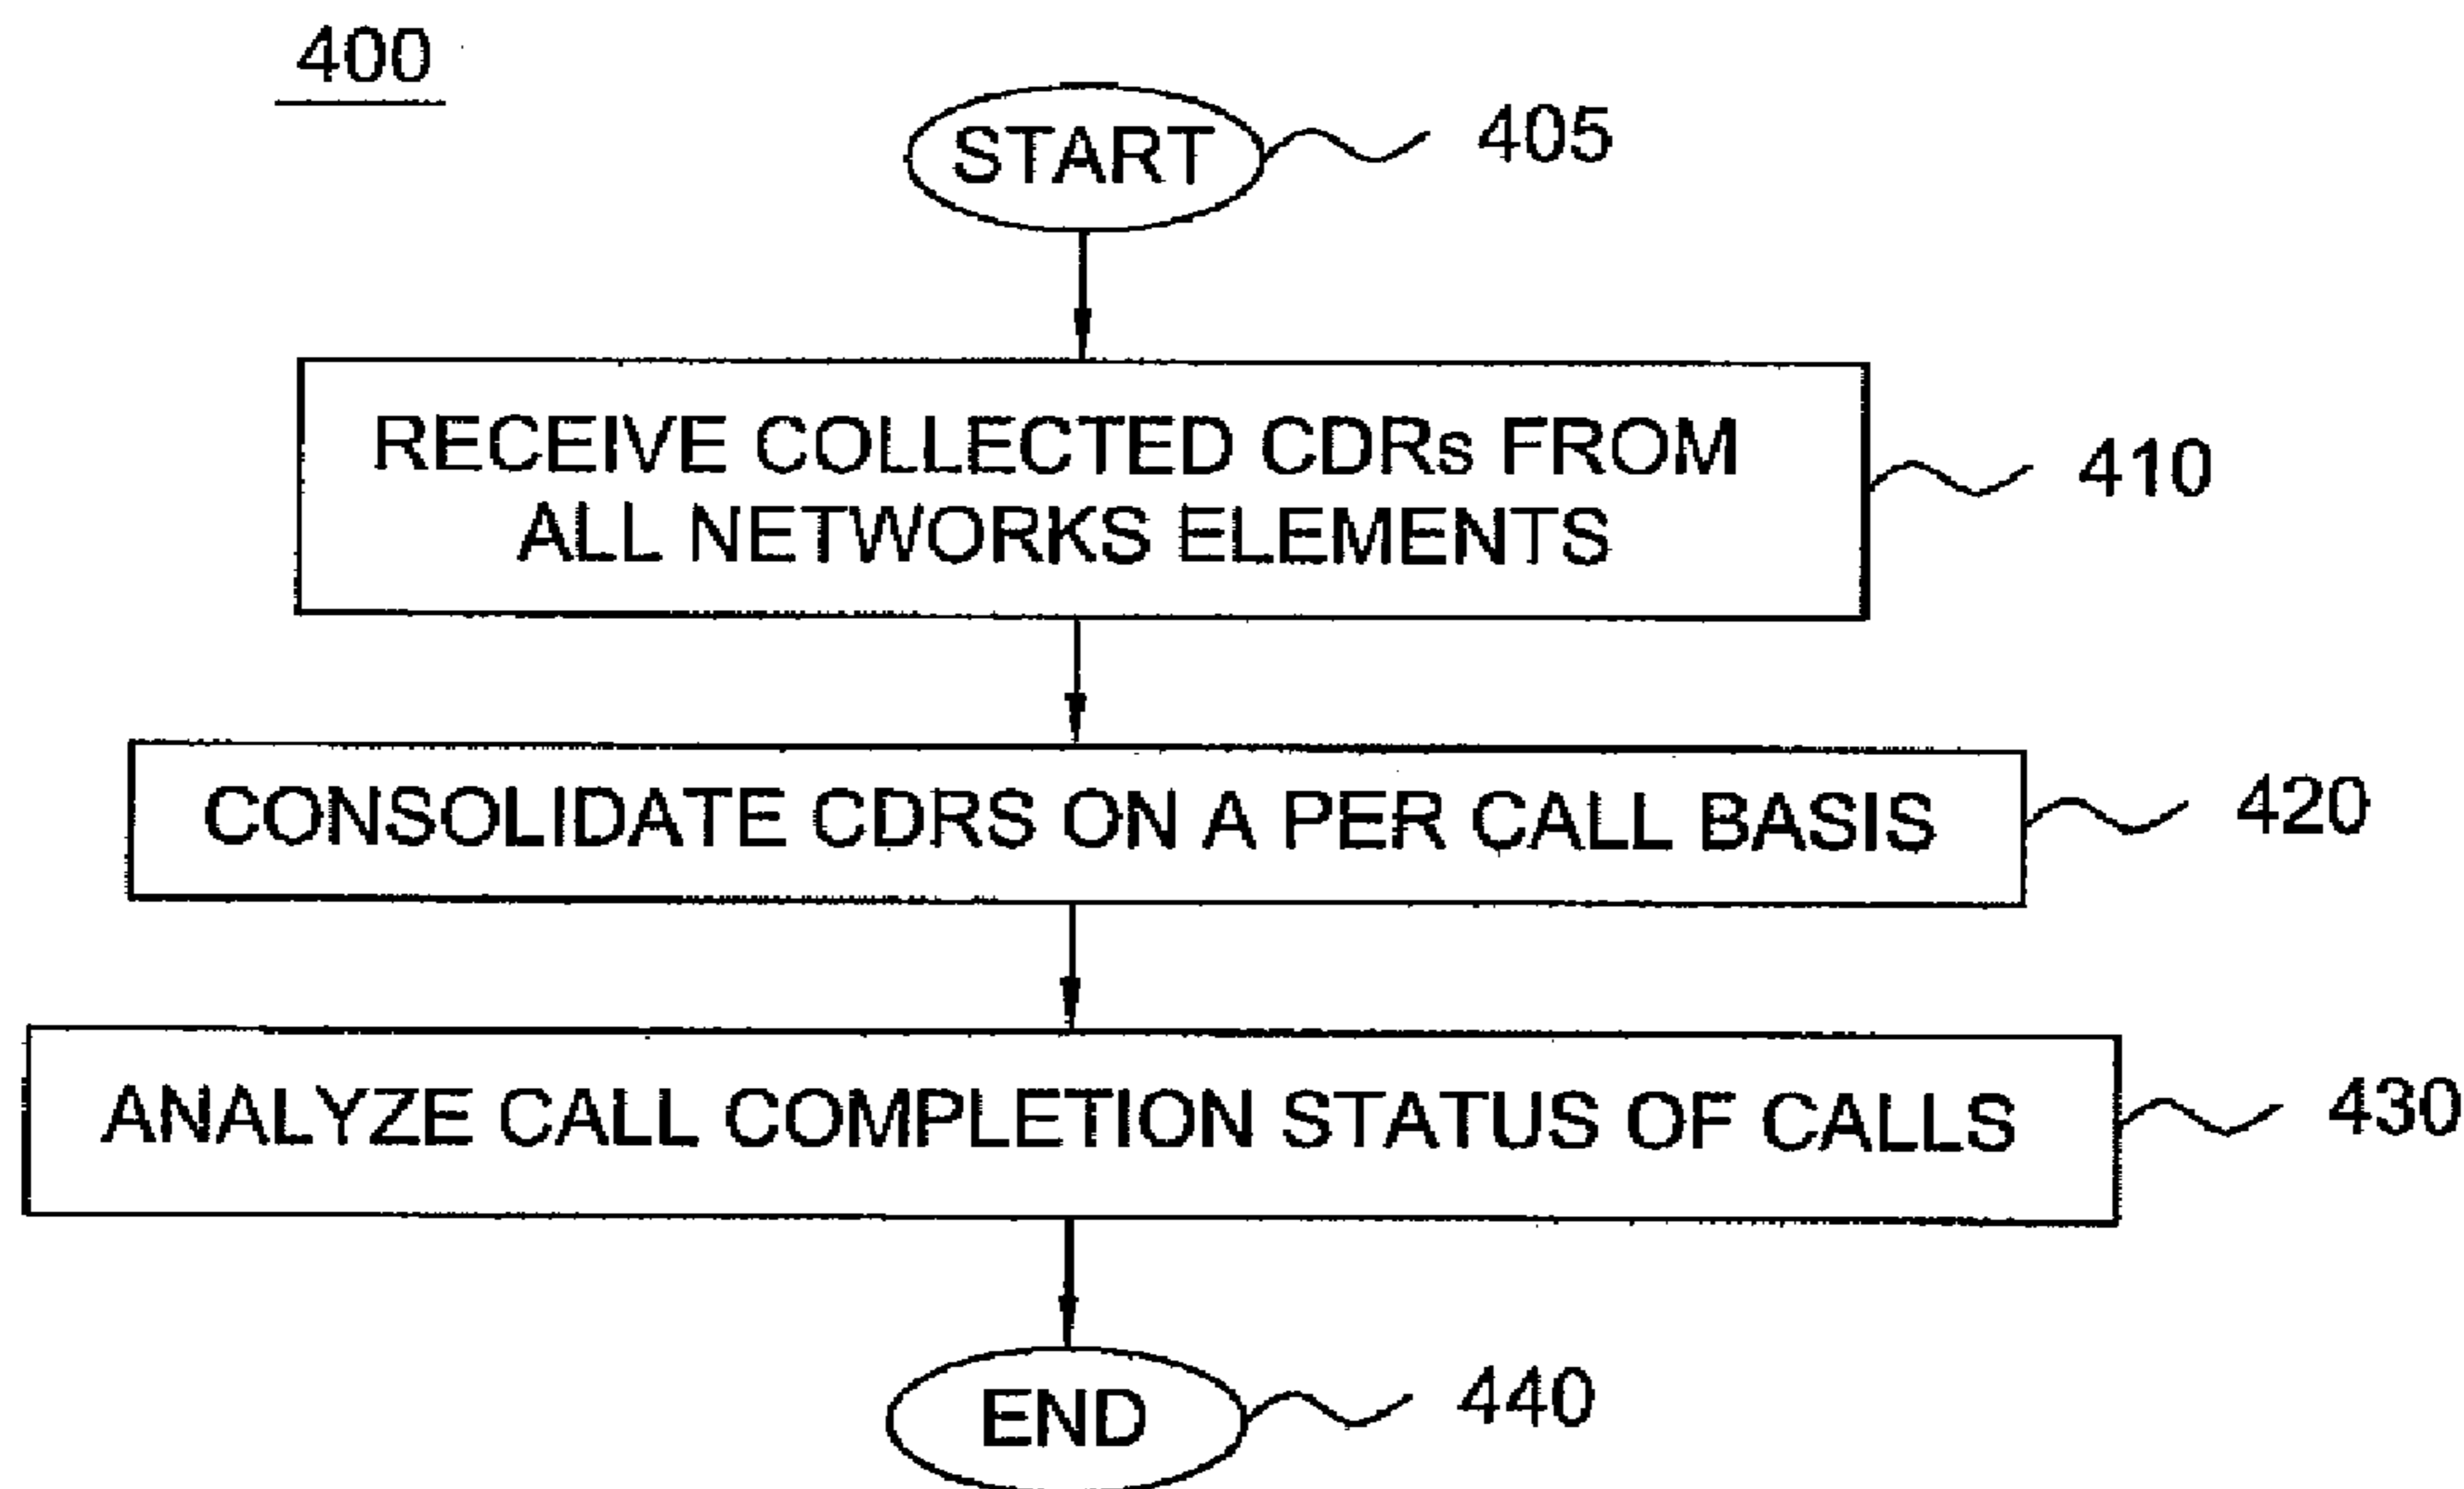 400
START
405
RECEIVE COLLECTED CDRs FROM
ALL NETWORKS ELEMENTS
410
CONSOLIDATE CDRS ON A PER CALL BASIS
420
ANALYZE CALL COMPLETION STATUS OF CALLS
430
END
440